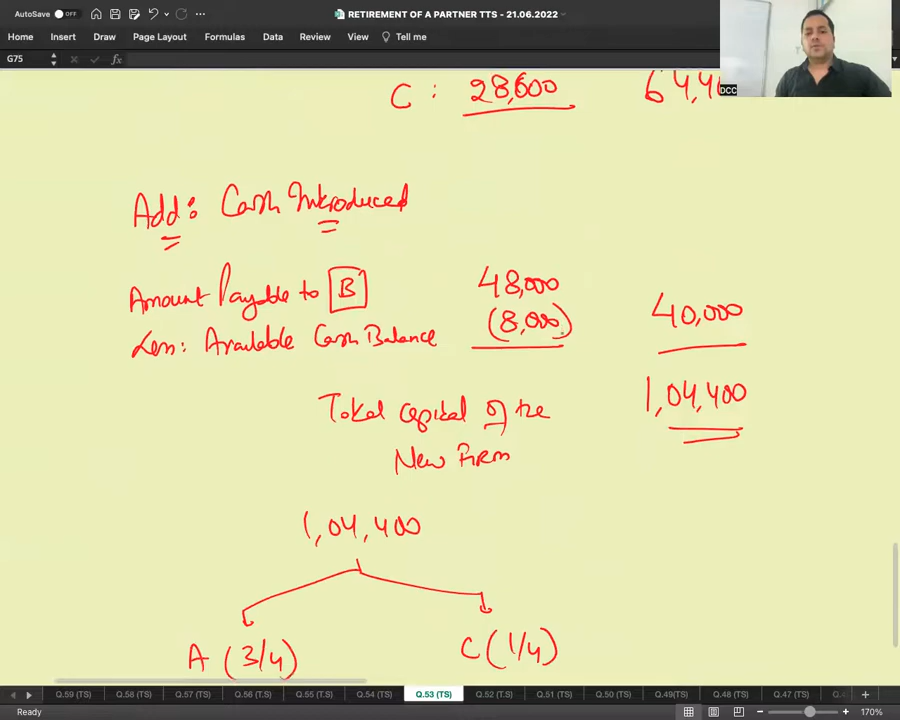 AutoSave OFF
RETIREMENT OF A PARTNER TTS - 21.06.2022
Home Insert Draw Page Layout Formulas Data Review View Tell me
G75 fx
DCC
C : 28,600 64,4
Add: Cash Introduced
Amount Payable to B 48,000
Less: Available Cash Balance (8,000) 40,000
Total Capital of the 1,04,400
New Firm
1,04,400
A (3/4) C (1/4)
Q.59 (TS) Q.58 (TS) Q.57 (TS) Q.56 (T.S) Q.55 (T.S) Q.54 (TS) Q.53 (TS) Q.52 (T.S) Q.51 (TS) Q.50 (TS) Q.49(TS) Q.48 (TS) Q.47 (TS)
Ready 170%